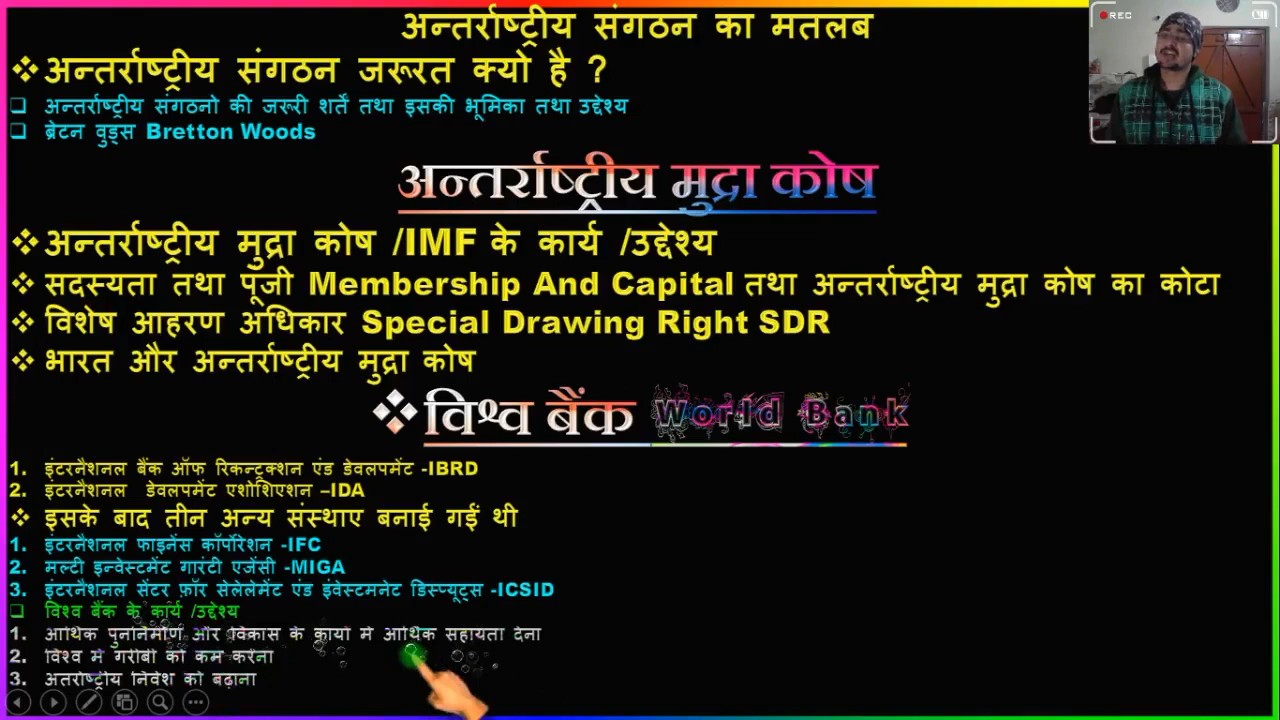 अन्तर्राष्ट्रीय संगठन का मतलब
REC
❖अन्तर्राष्ट्रीय संगठन जरूरत क्यो है ?
❑ अन्तर्राष्ट्रीय संगठनो की जरूरी शर्तें तथा इसकी भूमिका तथा उद्देश्य
❑ ब्रेटन वुड्स Bretton Woods
अन्तर्राष्ट्रीय मुद्रा कोष
❖अन्तर्राष्ट्रीय मुद्रा कोष /IMF के कार्य /उद्देश्य
❖ सदस्यता तथा पूंजी Membership And Capital तथा अन्तर्राष्ट्रीय मुद्रा कोष का कोटा
❖ विशेष आहरण अधिकार Special Drawing Right SDR
❖ भारत और अन्तर्राष्ट्रीय मुद्रा कोष
❖विश्व बैंक World Bank
1. इंटरनैशनल बैंक ऑफ रिकन्ट्रक्शन एंड डेवलपमेंट -IBRD
2. इंटरनैशनल डेवलपमेंट एशोशिएशन –IDA
❖ इसके बाद तीन अन्य संस्थाए बनाई गईं थी
1. इंटरनैशनल फाइनेंस कॉर्पोरेशन -IFC
2. मल्टी इन्वेस्टमेंट गारंटी एजेंसी -MIGA
3. इंटरनैशनल सेंटर फ़ॉर सेलेलेमेंट एंड इंवेस्टमनेट डिस्प्यूट्स -ICSID
❑ विश्व बैंक के कार्य /उद्देश्य
1. आर्थिक पुनर्निर्माण और विकास के कार्यो में आर्थिक सहायता देना
2. विश्व में गरीबी को कम करना
3. अंतर्राष्ट्रीय निवेश को बढ़ाना